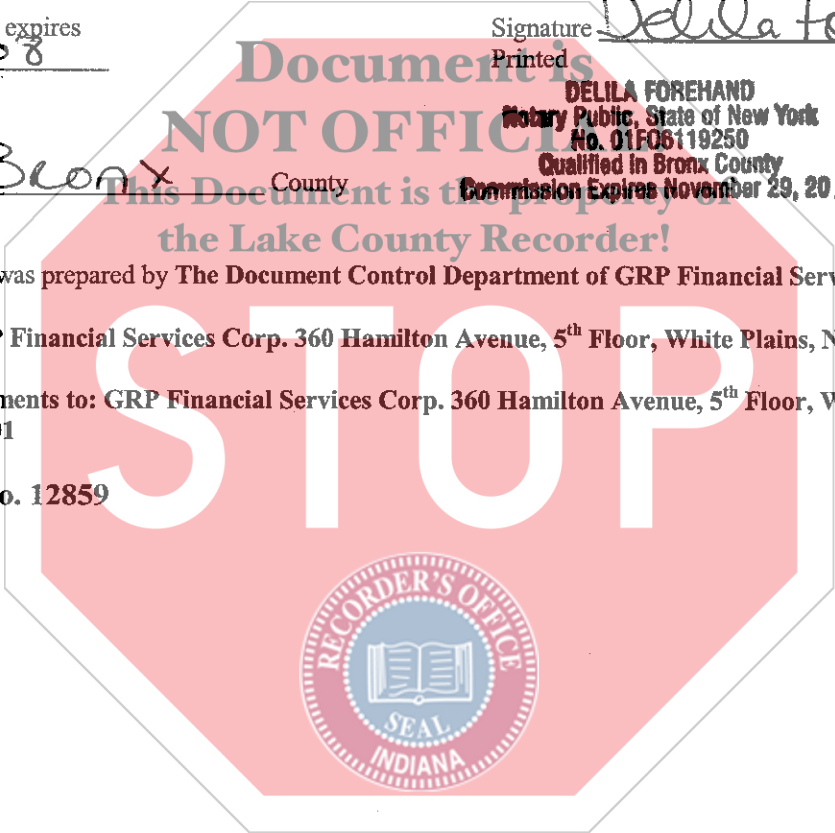 expires
Signature Delila Fo
08
Printed
Document is
NOT OFFICIAL
DELILA FOREHAND
Notary Public, State of New York
No. 01FO6119250
Qualified in Bronx County
Commission Expires November 29, 20
Bronx County
This Document is the property of
the Lake County Recorder!
was prepared by The Document Control Department of GRP Financial Serv
Financial Services Corp. 360 Hamilton Avenue, 5th Floor, White Plains, N
ments to: GRP Financial Services Corp. 360 Hamilton Avenue, 5th Floor, W
1
o. 12859
STOP
RECORDER'S OFFICE
SEAL
INDIANA